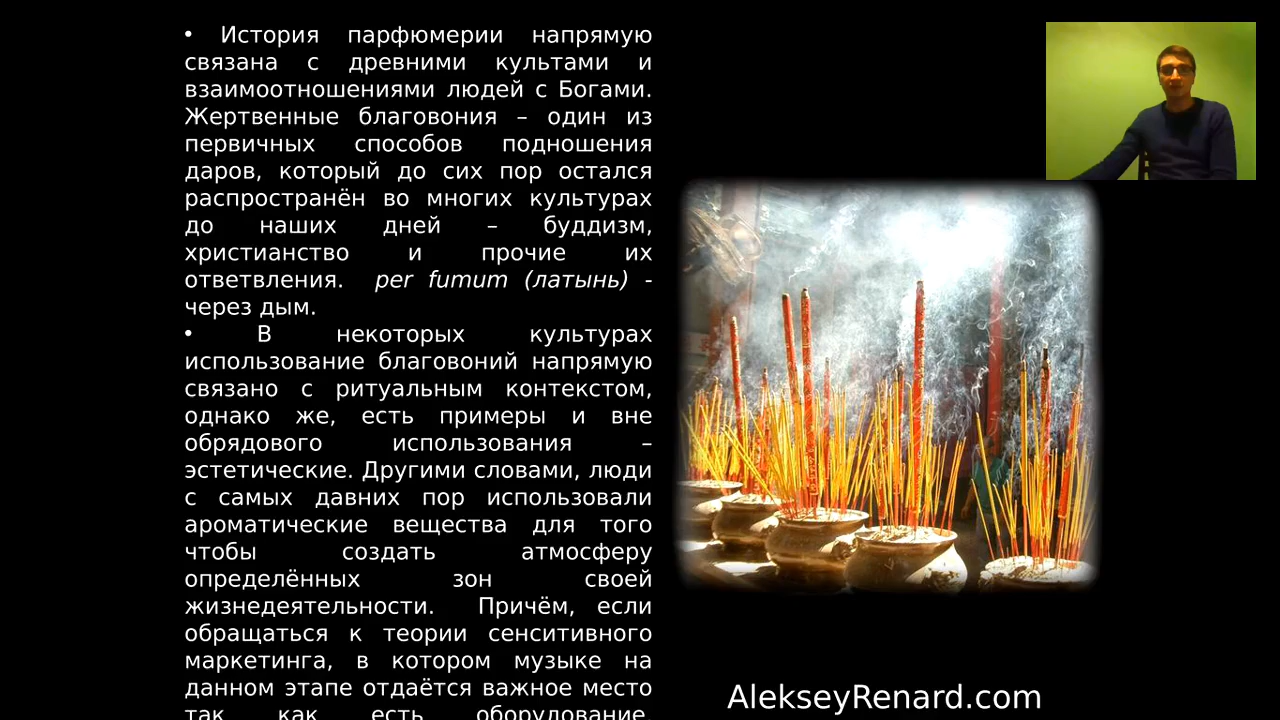 • История парфюмерии напрямую
связана с древними культами и
взаимоотношениями людей с Богами.
Жертвенные благовония – один из
первичных способов подношения
даров, который до сих пор остался
распространён во многих культурах
до наших дней – буддизм,
христианство и прочие их
ответвления. per fumum (латынь) -
через дым.
• В некоторых культурах
использование благовоний напрямую
связано с ритуальным контекстом,
однако же, есть примеры и вне
обрядового использования –
эстетические. Другими словами, люди
с самых давних пор использовали
ароматические вещества для того
чтобы создать атмосферу
определённых зон своей
жизнедеятельности. Причём, если
обращаться к теории сенситивного
маркетинга, в котором музыке на
данном этапе отдаётся важное место
так как есть оборудование,
AlekseyRenard.com